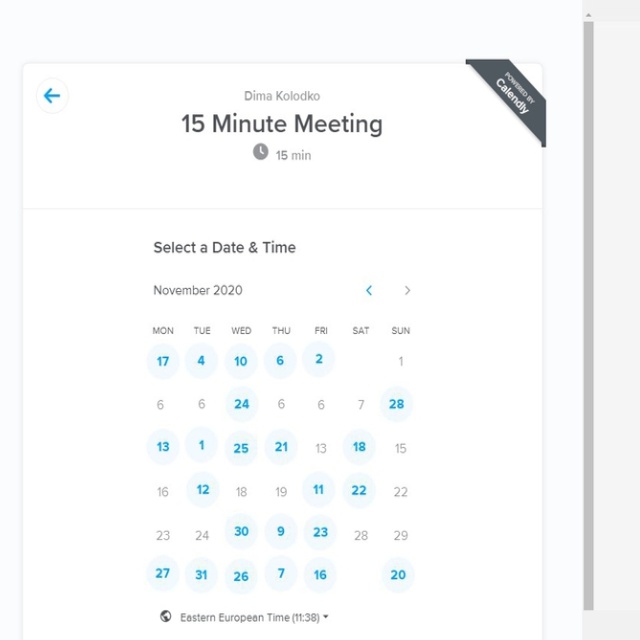 POWERED BY
Calendly
Dima Kolodko
15 Minute Meeting
15 min
Select a Date & Time
November 2020
MON TUE WED THU FRI SAT SUN
17 4 10 6 2 1
6 6 24 6 6 7 28
13 1 25 21 13 18 15
16 12 18 19 11 22 22
23 24 30 9 23 28 29
27 31 26 7 16 20
Eastern European Time (11:38)